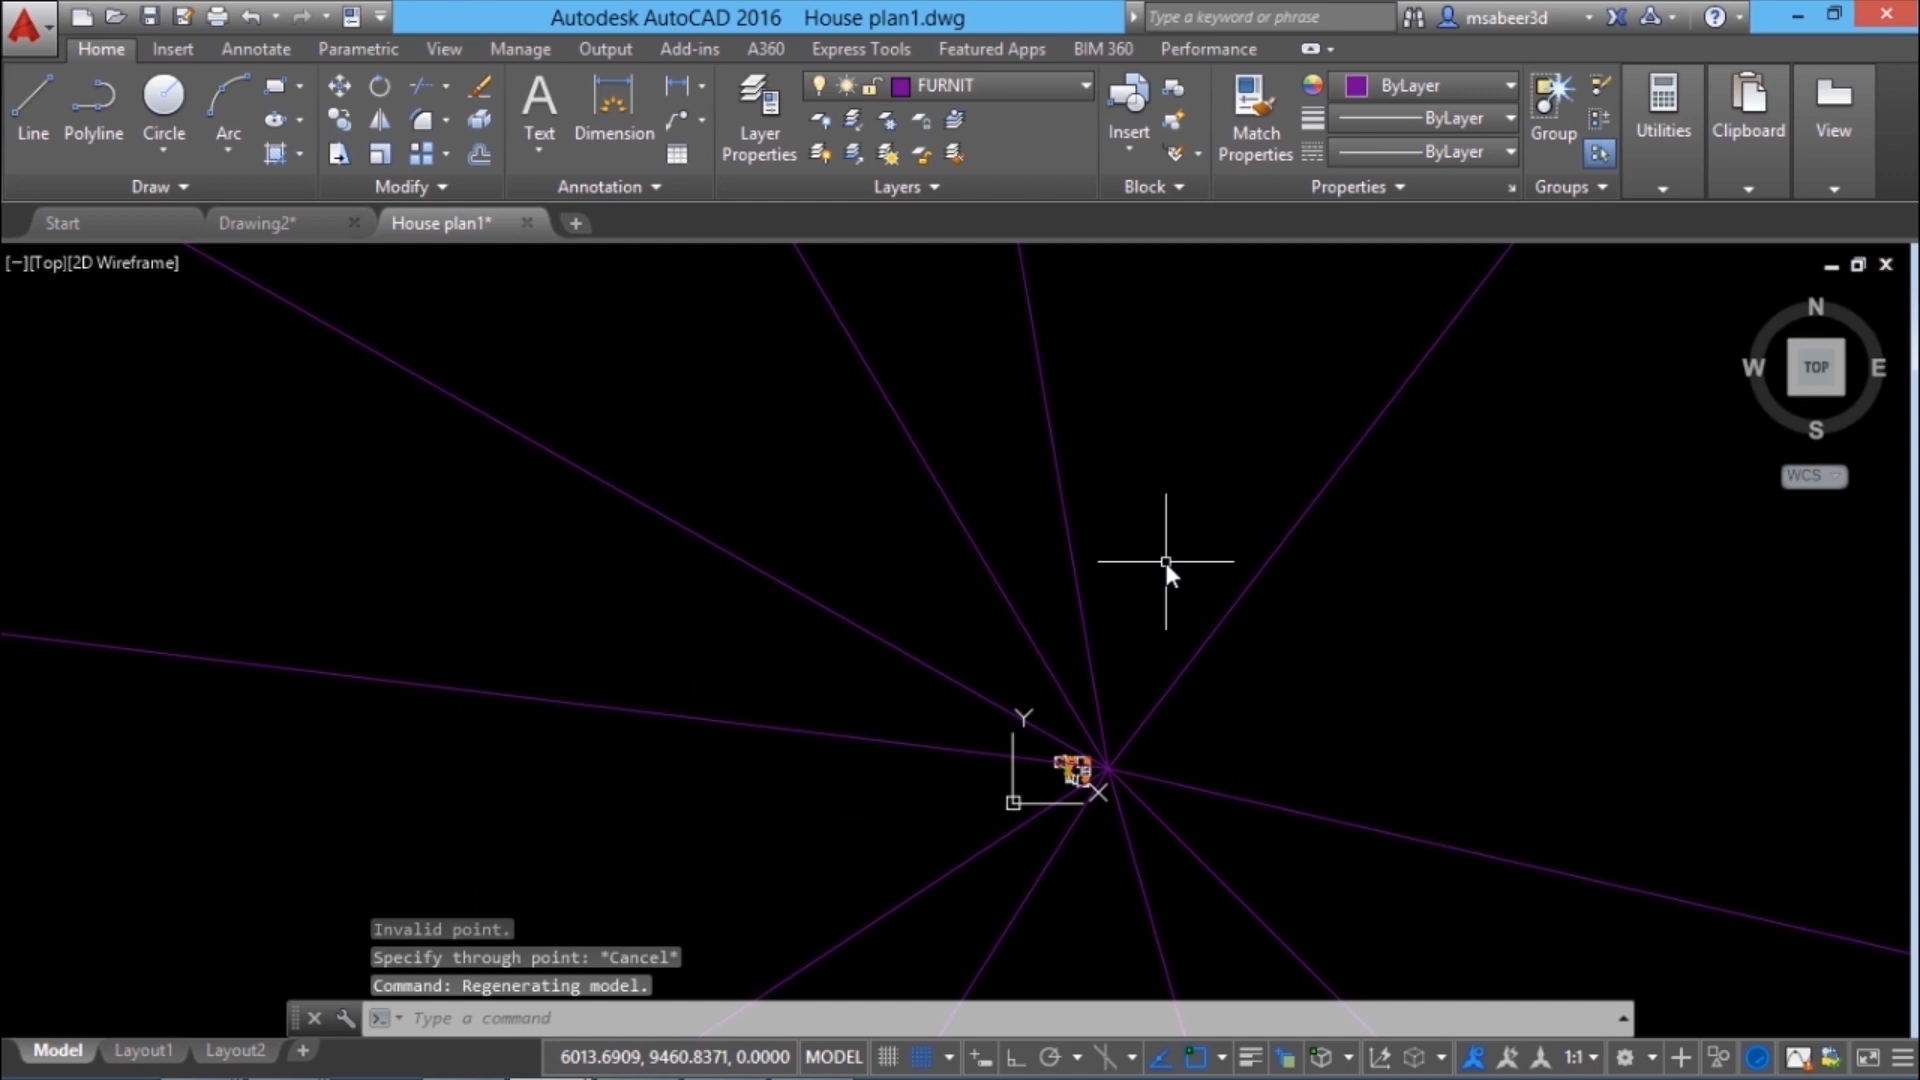 Autodesk AutoCAD 2016 House plan1.dwg
Type a keyword or phrase
msabeer3d
Home Insert Annotate Parametric View Manage Output Add-ins A360 Express Tools Featured Apps BIM 360 Performance
FURNIT
ByLayer
ByLayer
ByLayer
Line Polyline Circle Arc
Text Dimension
Layer Properties
Insert
Match Properties
Group
Utilities Clipboard View
Draw Modify Annotation Layers Block Properties Groups
Start Drawing2* House plan1*
[−][Top][2D Wireframe]
N
W TOP E
S
WCS
Y
X
Invalid point.
Specify through point: *Cancel*
Command: Regenerating model.
Type a command
Model Layout1 Layout2
6013.6909, 9460.8371, 0.0000 MODEL
1:1